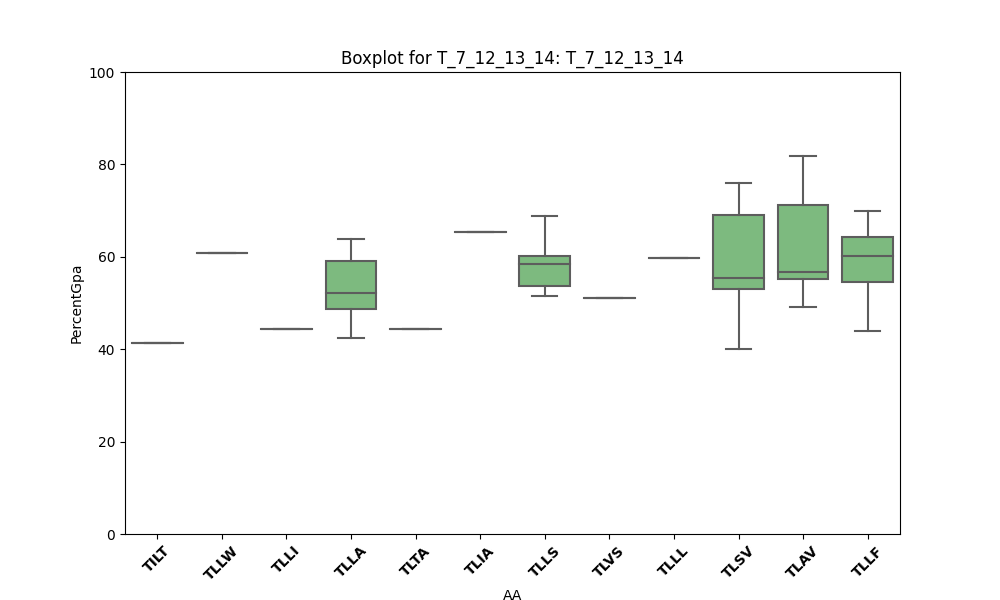 Boxplot for T_7_12_13_14: T_7_12_13_14
100
80
60
40
20
0
PercentGpa
TILT
TLLW
TLLI
TLLA
TLTA
TLIA
TLLS
TLVS
TLLL
TLSV
TLAV
TLLF
AA